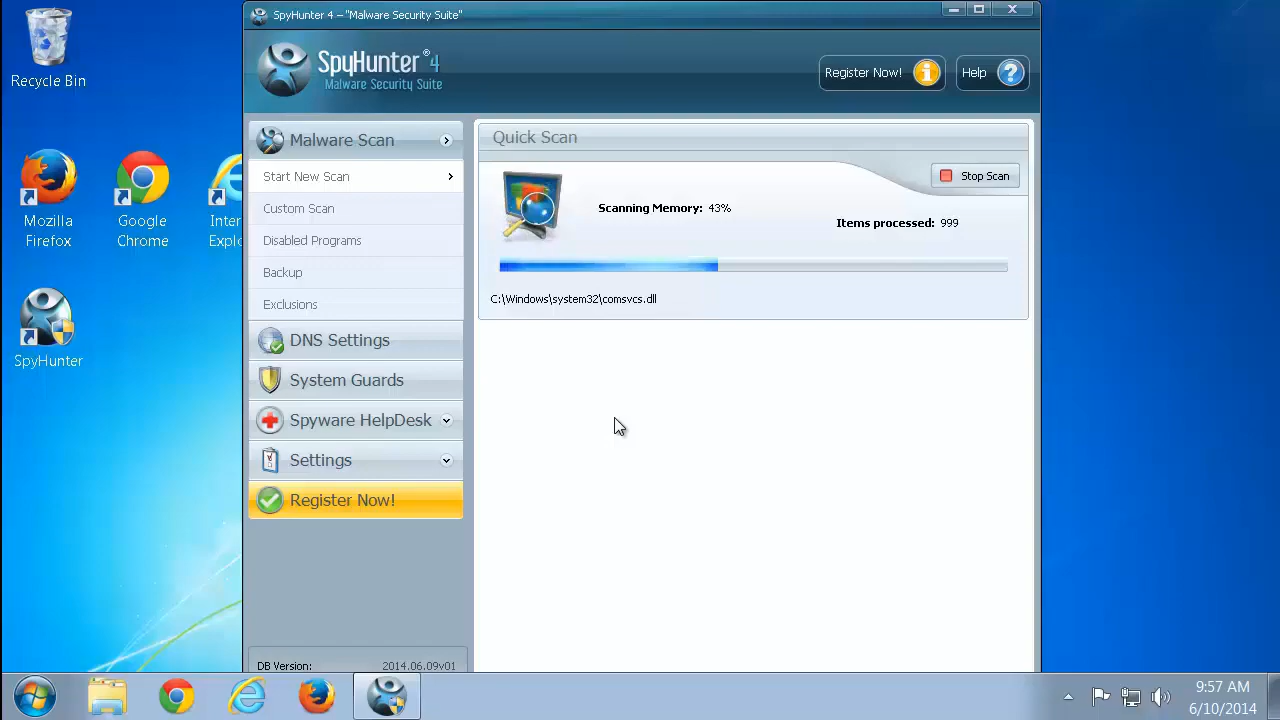 Recycle Bin
Mozilla
Firefox
Google
Chrome
Inter
Explo
SpyHunter
SpyHunter 4 – "Malware Security Suite"
SpyHunter® 4
Malware Security Suite
Register Now!
Help
Malware Scan
Start New Scan
Custom Scan
Disabled Programs
Backup
Exclusions
DNS Settings
System Guards
Spyware HelpDesk
Settings
Register Now!
DB Version: 2014.06.09v01
Quick Scan
Stop Scan
Scanning Memory: 43%
Items processed: 999
C:\Windows\system32\comsvcs.dll
9:57 AM
6/10/2014